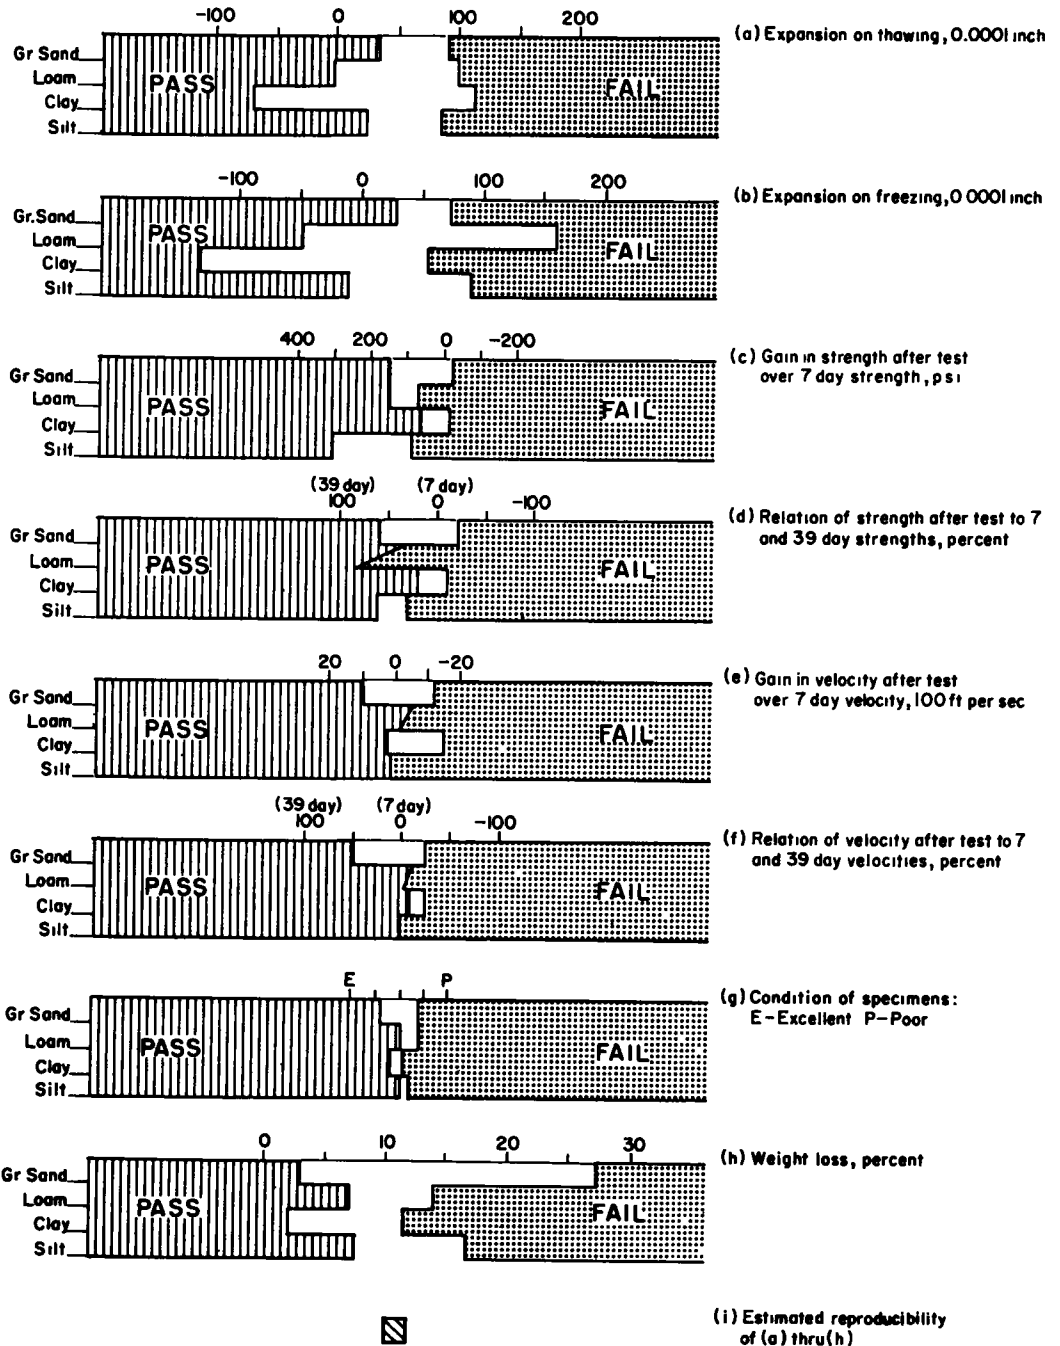 -100 0 100 200
(a) Expansion on thawing, 0.0001 inch
Gr Sand
Loam
Clay
Silt
PASS
FAIL
-100 0 100 200
(b) Expansion on freezing, 0 0001 inch
Gr. Sand
Loam
Clay
Silt
PASS
FAIL
400 200 0 -200
(c) Gain in strength after test
over 7 day strength, psi
Gr Sand
Loam
Clay
Silt
PASS
FAIL
(39 day) (7 day)
100 0 -100
(d) Relation of strength after test to 7
and 39 day strengths, percent
Gr Sand
Loam
Clay
Silt
PASS
FAIL
20 0 -20
(e) Gain in velocity after test
over 7 day velocity, 100 ft per sec
Gr Sand
Loam
Clay
Silt
PASS
FAIL
(39 day) (7 day)
100 0 -100
(f) Relation of velocity after test to 7
and 39 day velocities, percent
Gr Sand
Loam
Clay
Silt
PASS
FAIL
E P
(g) Condition of specimens:
E-Excellent P-Poor
Gr Sand
Loam
Clay
Silt
PASS
FAIL
0 10 20 30
(h) Weight loss, percent
Gr Sand
Loam
Clay
Silt
PASS
FAIL
(i) Estimated reproducibility
of (a) thru (h)